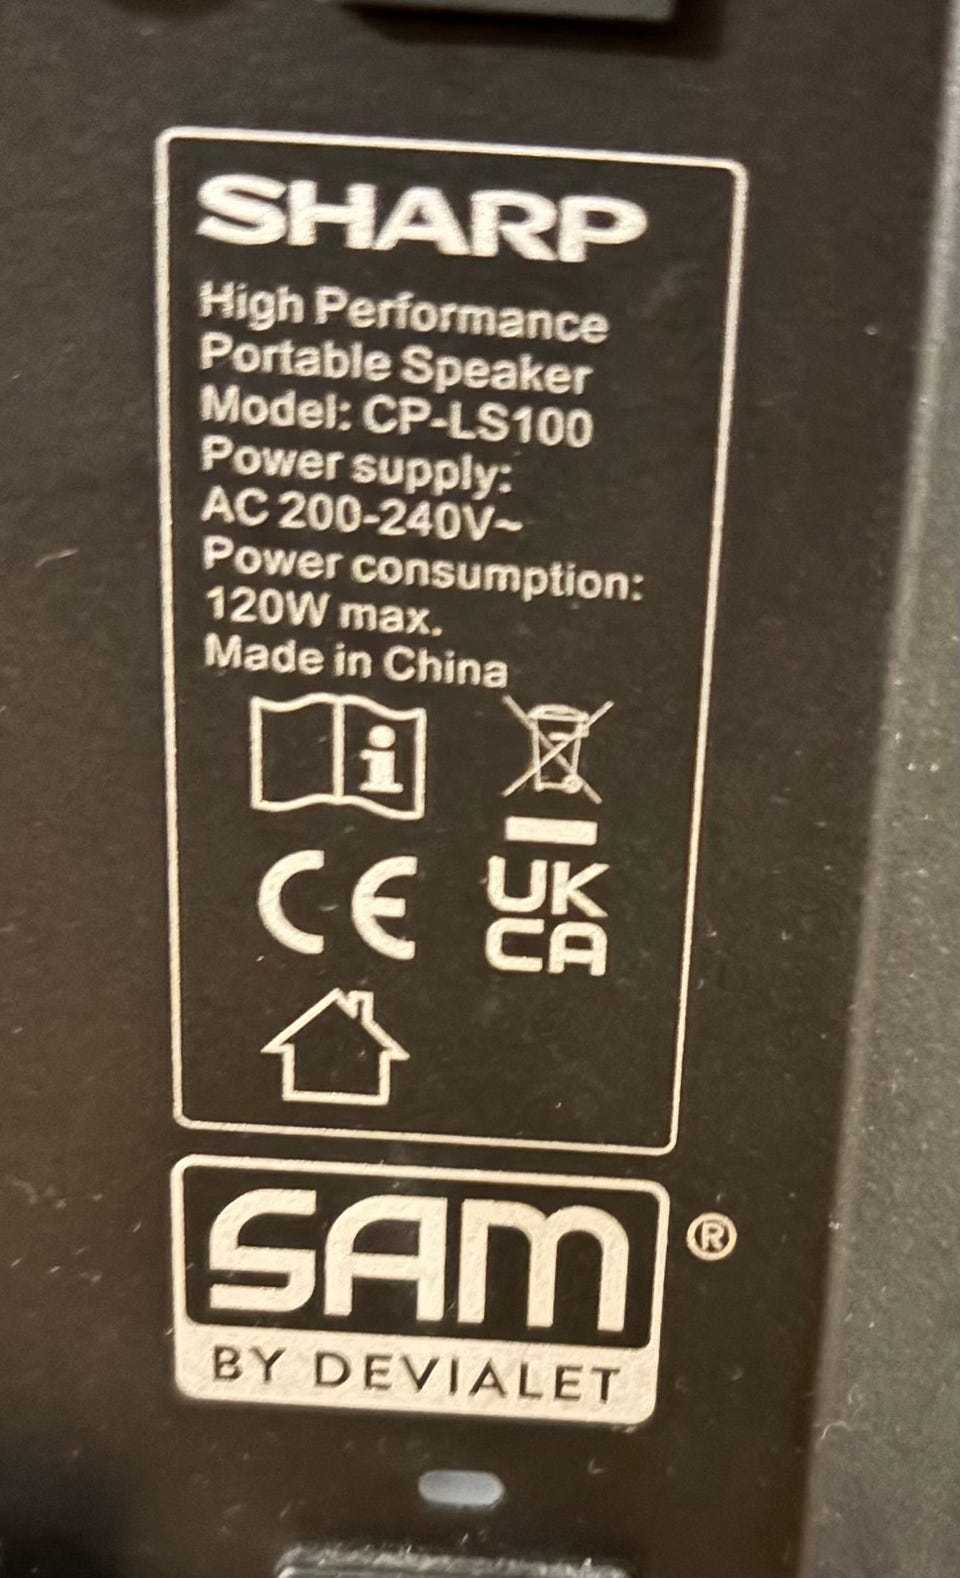 SHARP
High Performance
Portable Speaker
Model: CP-LS100
Power supply:
AC 200-240V~
Power consumption:
120W max.
Made in China
i
CE
UK
CA
SAM ®
BY DEVIALET